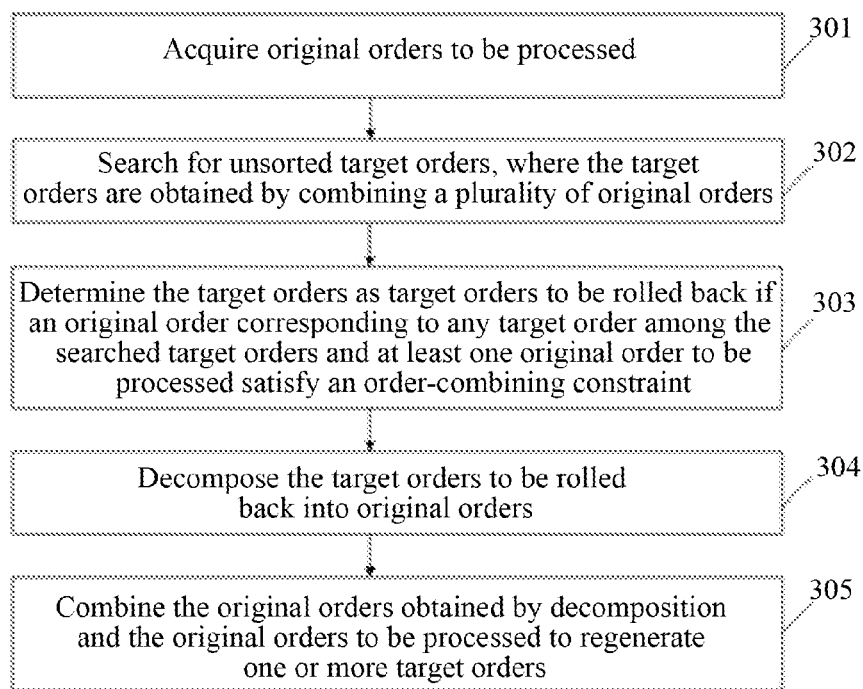 Acquire original orders to be processed
301
Search for unsorted target orders, where the target
orders are obtained by combining a plurality of original orders
302
Determine the target orders as target orders to be rolled back if
an original order corresponding to any target order among the
searched target orders and at least one original order to be
processed satisfy an order-combining constraint
303
Decompose the target orders to be rolled
back into original orders
304
Combine the original orders obtained by decomposition
and the original orders to be processed to regenerate
one or more target orders
305